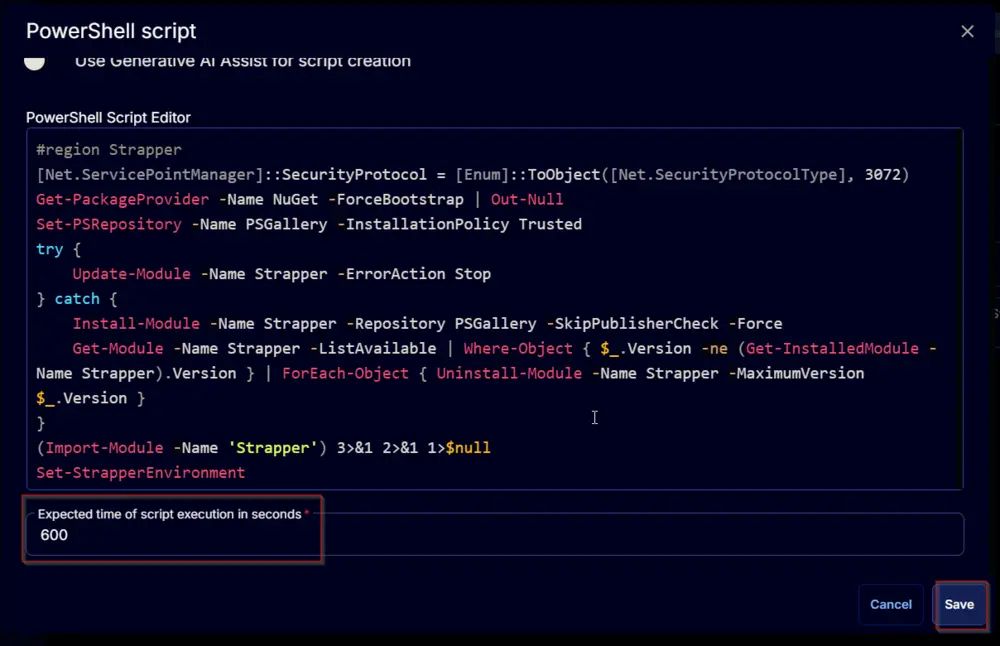 PowerShell script
Use Generative AI Assist for script creation
PowerShell Script Editor
#region Strapper
[Net.ServicePointManager]::SecurityProtocol = [Enum]::ToObject([Net.SecurityProtocolType], 3072)
Get-PackageProvider -Name NuGet -ForceBootstrap | Out-Null
Set-PSRepository -Name PSGallery -InstallationPolicy Trusted
try {
    Update-Module -Name Strapper -ErrorAction Stop
} catch {
    Install-Module -Name Strapper -Repository PSGallery -SkipPublisherCheck -Force
    Get-Module -Name Strapper -ListAvailable | Where-Object { $_.Version -ne (Get-InstalledModule -
Name Strapper).Version } | ForEach-Object { Uninstall-Module -Name Strapper -MaximumVersion
$_.Version }
}
(Import-Module -Name 'Strapper') 3>&1 2>&1 1>$null
Set-StrapperEnvironment
Expected time of script execution in seconds *
600
Cancel
Save